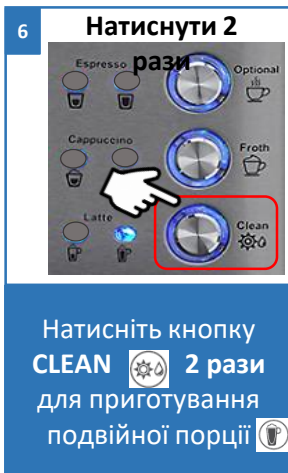 6
Натиснути 2
рази
Espresso
Optional
Cappuccino
Froth
Latte
Clean
Натисніть кнопку
CLEAN 2 рази
для приготування
подвійної порції